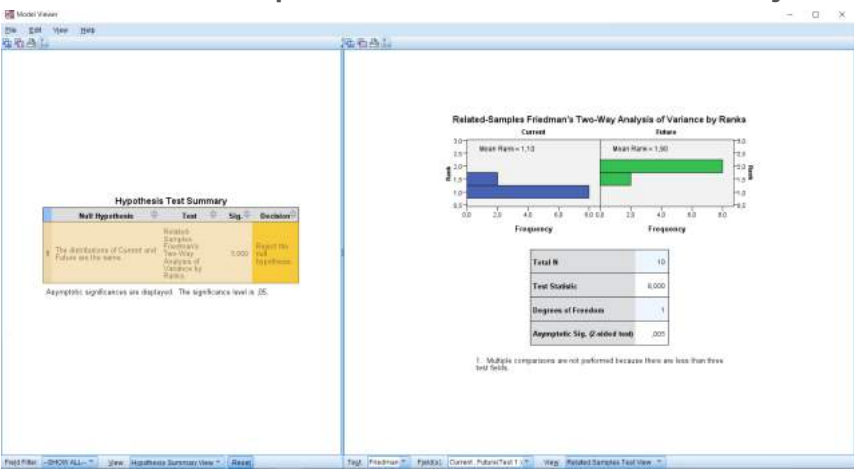 Model Viewer
File Edit View Help
Hypothesis Test Summary
Null Hypothesis Test Sig. Decision
1 The distributions of Current and Future are the same.
Related-Samples Friedman's Two-Way Analysis of Variance by Ranks
Reject the null hypothesis.
Asymptotic significances are displayed. The significance level is ,05.
Related-Samples Friedman's Two-Way Analysis of Variance by Ranks
Current Future
Mean Rank = 1,10 Mean Rank = 1,90
Rank
Frequency Frequency
Total N 10
Test Statistic
Degrees of Freedom 1
Asymptotic Sig. (2-sided test) ,005
1. Multiple comparisons are not performed because there are less than three
test fields.
Field Filter: --SHOW ALL-- View: Hypothesis Summary View Reset
Test: Friedman Field(s): Current, Future(Test 1) View: Related Samples Test View